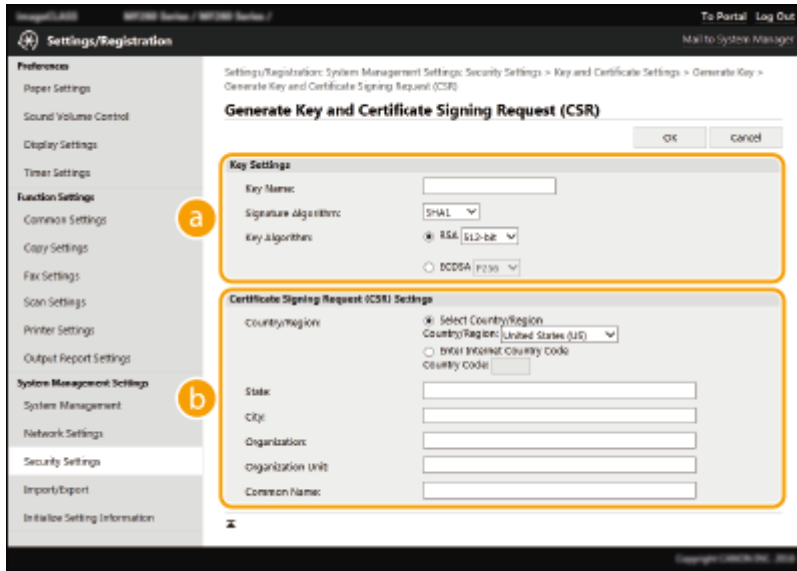 To Portal Log Out
Settings/Registration
Mail to System Manager
Preferences
Paper Settings
Sound Volume Control
Display Settings
Timer Settings
Function Settings
Common Settings
Copy Settings
Fax Settings
Scan Settings
Printer Settings
Output Report Settings
System Management Settings
System Management
Network Settings
Security Settings
Import/Export
Initialize Setting Information
Settings/Registration: System Management Settings: Security Settings > Key and Certificate Settings > Generate Key >
Generate Key and Certificate Signing Request (CSR)
Generate Key and Certificate Signing Request (CSR)
OK Cancel
a
Key Settings
Key Name:
Signature Algorithm: SHA1
Key Algorithm: RSA 512-bit
ECDSA P256
b
Certificate Signing Request (CSR) Settings
Country/Region: Select Country/Region
Country/Region: United States (US)
Enter Internet Country Code
Country Code:
State:
City:
Organization:
Organization Unit:
Common Name:
Copyright CANON INC. 2016